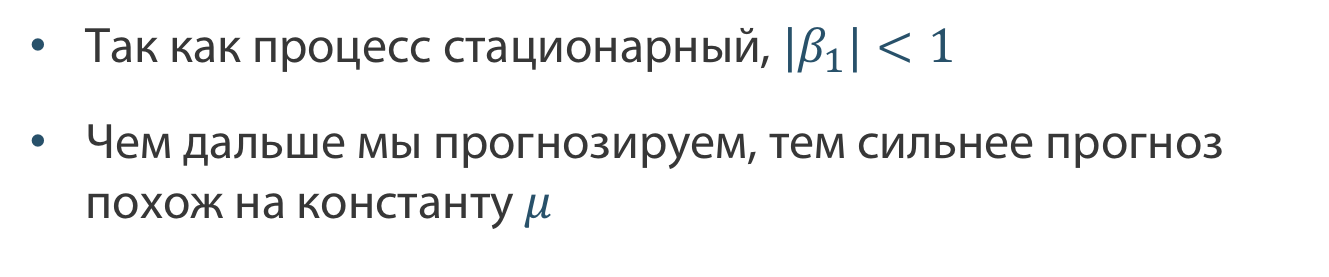 • Так как процесс стационарный, |β₁| < 1
• Чем дальше мы прогнозируем, тем сильнее прогноз
похож на константу μ